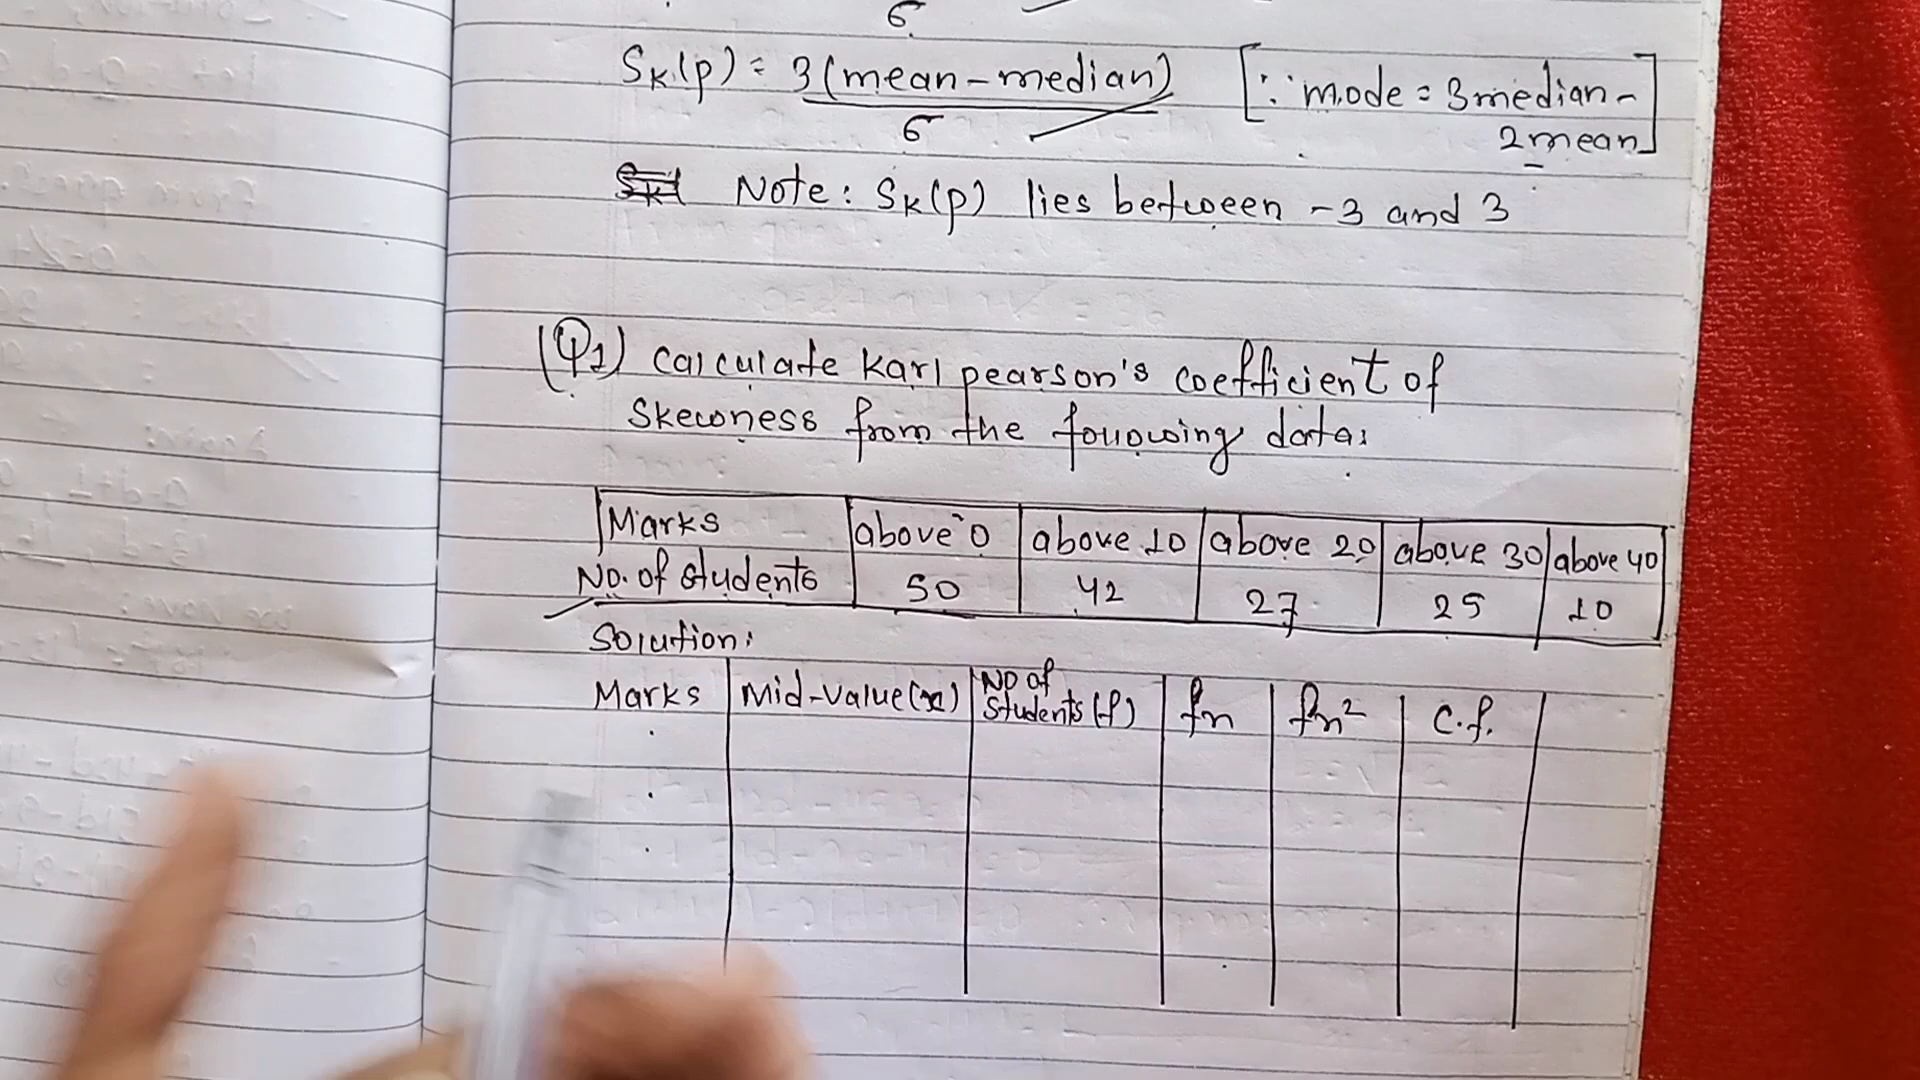 σ
Sk(p) = 3(mean-median) [∵ mode = 3median-
σ 2mean]
Note: Sk(p) lies between -3 and 3
(Q1) calculate Karl pearson's coefficient of
Skewness from the following data:
Marks above 0 above 10 above 20 above 30 above 40
No. of students 50 42 27 25 10
Solution:
Marks Mid-value(x) No of Students (f) fx fx² c.f.